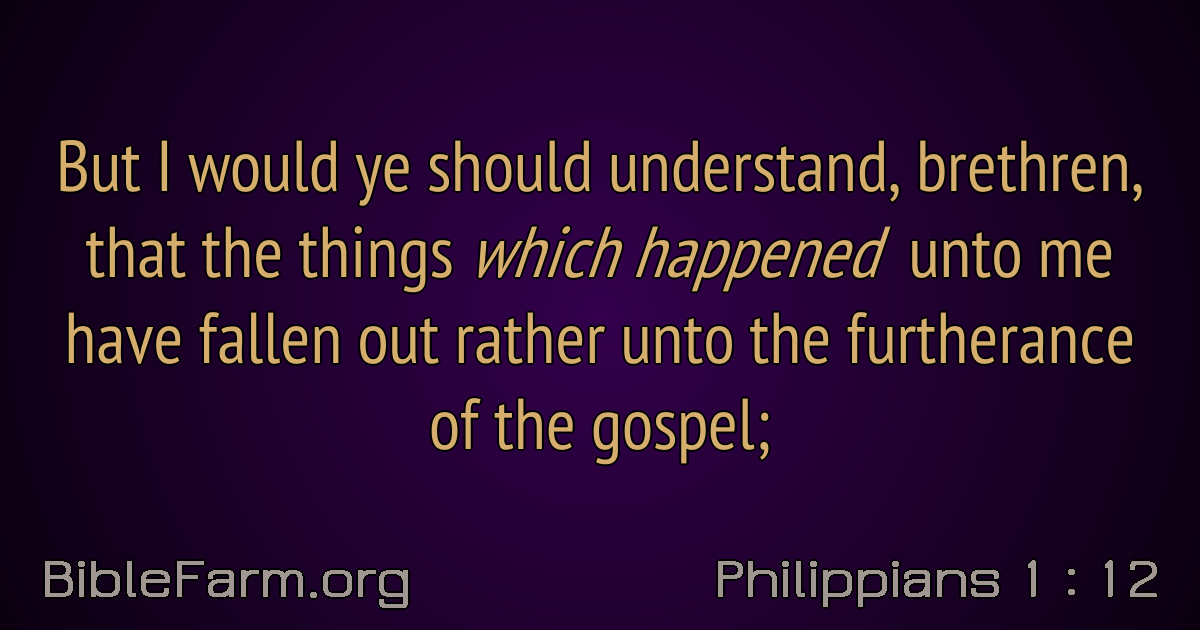 But I would ye should understand, brethren,
that the things which happened unto me
have fallen out rather unto the furtherance
of the gospel;
BibleFarm.org
Philippians 1 : 12